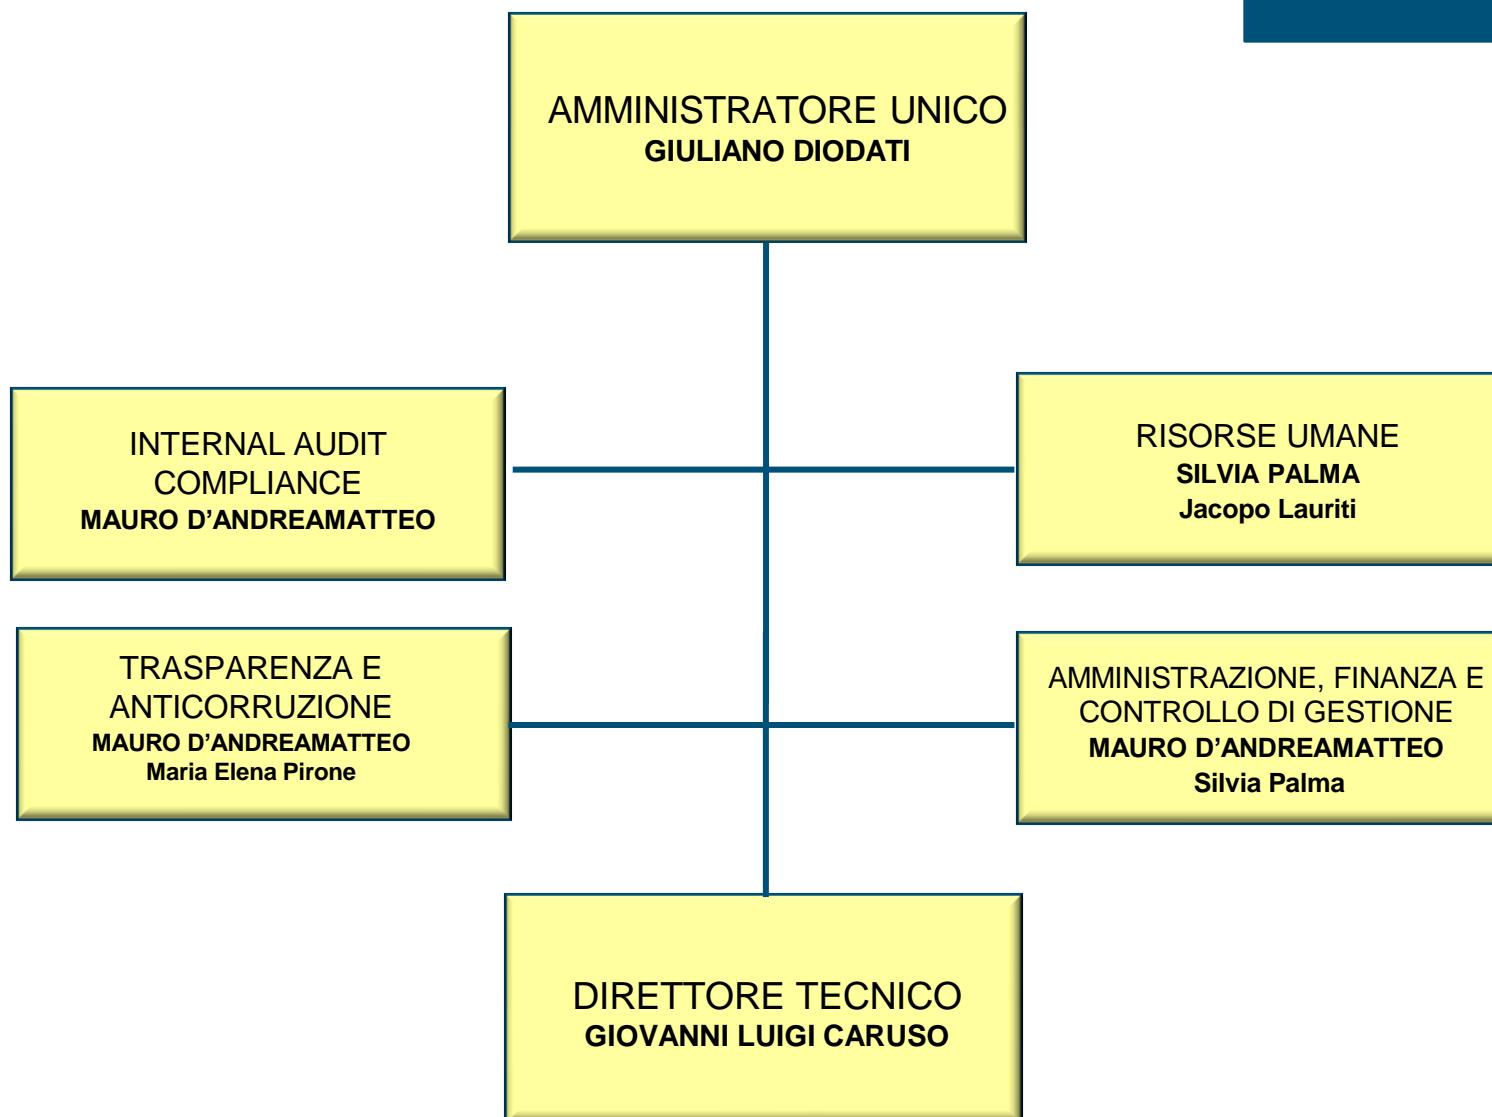 AMMINISTRATORE UNICO
GIULIANO DIODATI
INTERNAL AUDIT
COMPLIANCE
MAURO D’ANDREAMATTEO
RISORSE UMANE
SILVIA PALMA
Jacopo Lauriti
TRASPARENZA E
ANTICORRUZIONE
MAURO D’ANDREAMATTEO
Maria Elena Pirone
AMMINISTRAZIONE, FINANZA E
CONTROLLO DI GESTIONE
MAURO D’ANDREAMATTEO
Silvia Palma
DIRETTORE TECNICO
GIOVANNI LUIGI CARUSO